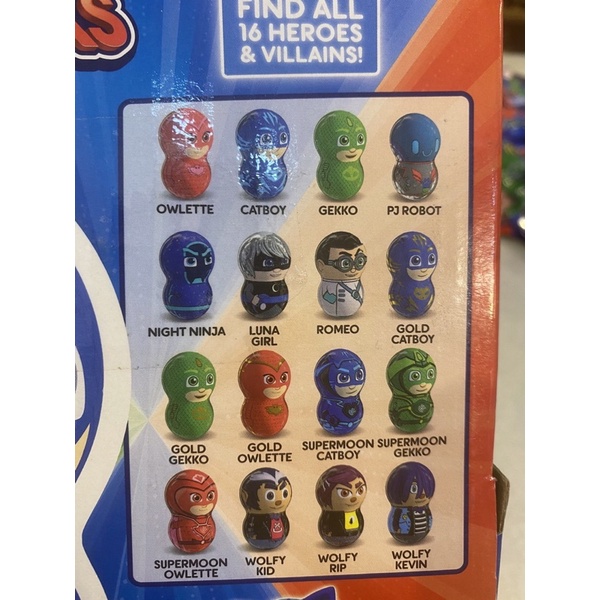 FIND ALL
16 HEROES
& VILLAINS!
OWLETTE
CATBOY
GEKKO
PJ ROBOT
NIGHT NINJA
LUNA
GIRL
ROMEO
GOLD
CATBOY
GOLD
GEKKO
GOLD
OWLETTE
SUPERMOON
CATBOY
SUPERMOON
GEKKO
SUPERMOON
OWLETTE
WOLFY
KID
WOLFY
RIP
WOLFY
KEVIN